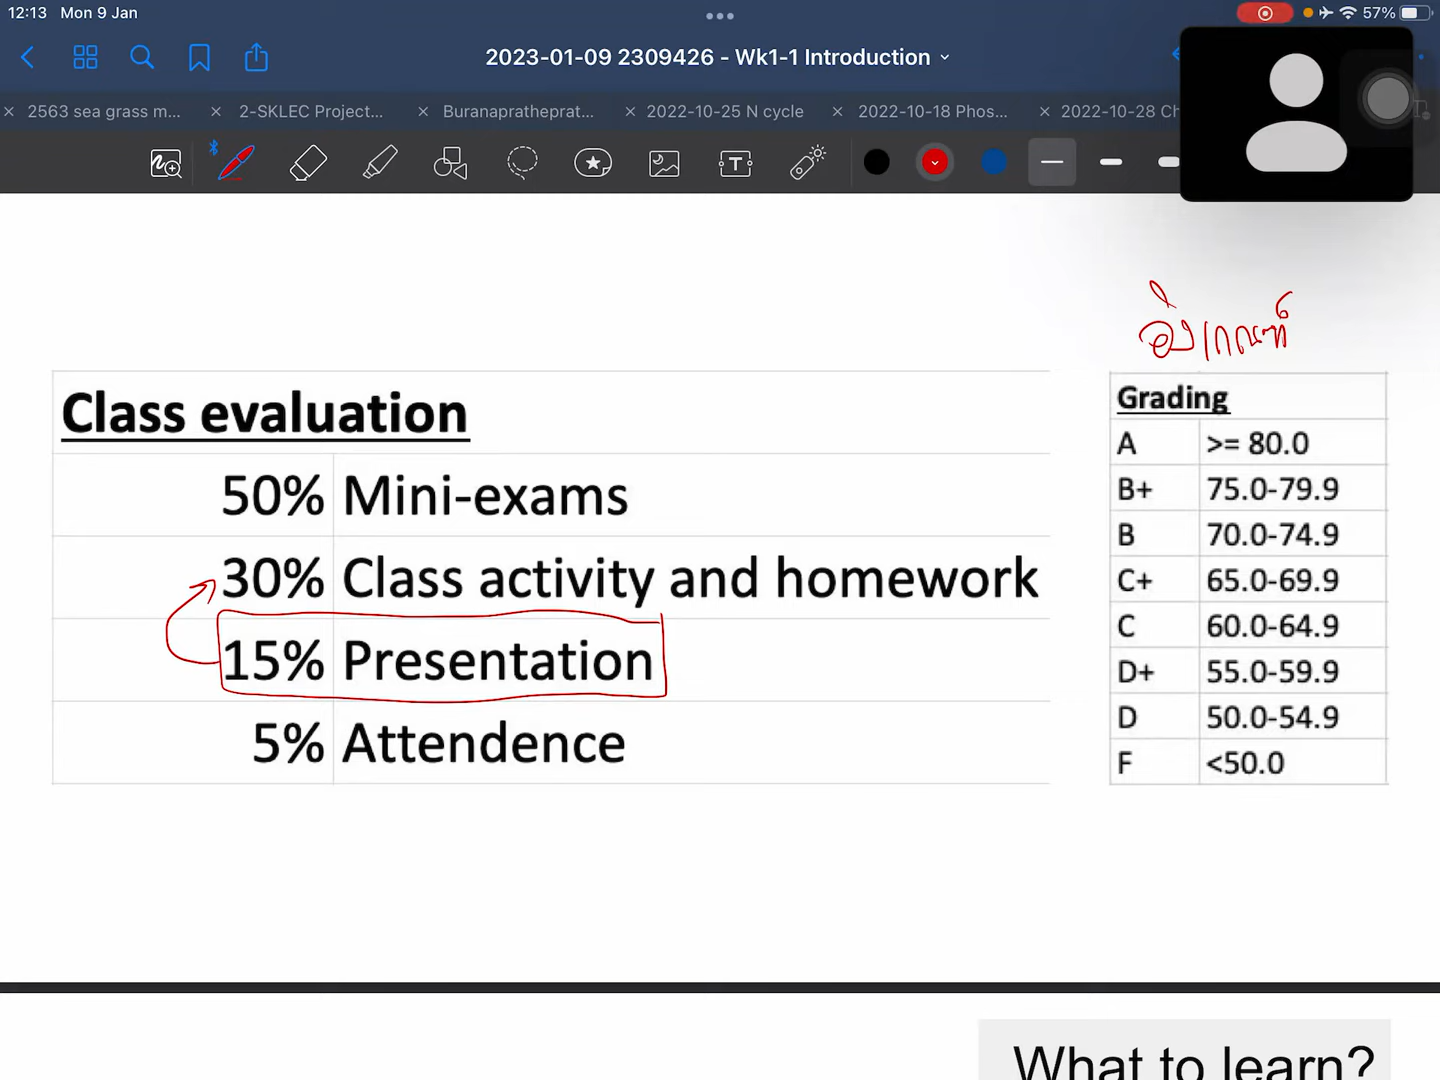 12:13 Mon 9 Jan
57%
2023-01-09 2309426 - Wk1-1 Introduction
2563 sea grass m...
2-SKLEC Project...
Buranapratheprat...
2022-10-25 N cycle
2022-10-18 Phos...
2022-10-28 Ch
อิงเกณฑ์
Class evaluation
50% Mini-exams
30% Class activity and homework
15% Presentation
5% Attendence
Grading
A >= 80.0
B+ 75.0-79.9
B 70.0-74.9
C+ 65.0-69.9
C 60.0-64.9
D+ 55.0-59.9
D 50.0-54.9
F <50.0
What to learn?